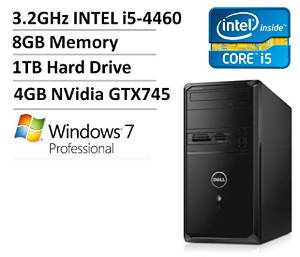 3.2GHz INTEL i5-4460
8GB Memory
1TB Hard Drive
4GB NVidia GTX745
Windows 7
Professional
intel inside™
CORE i5
DELL